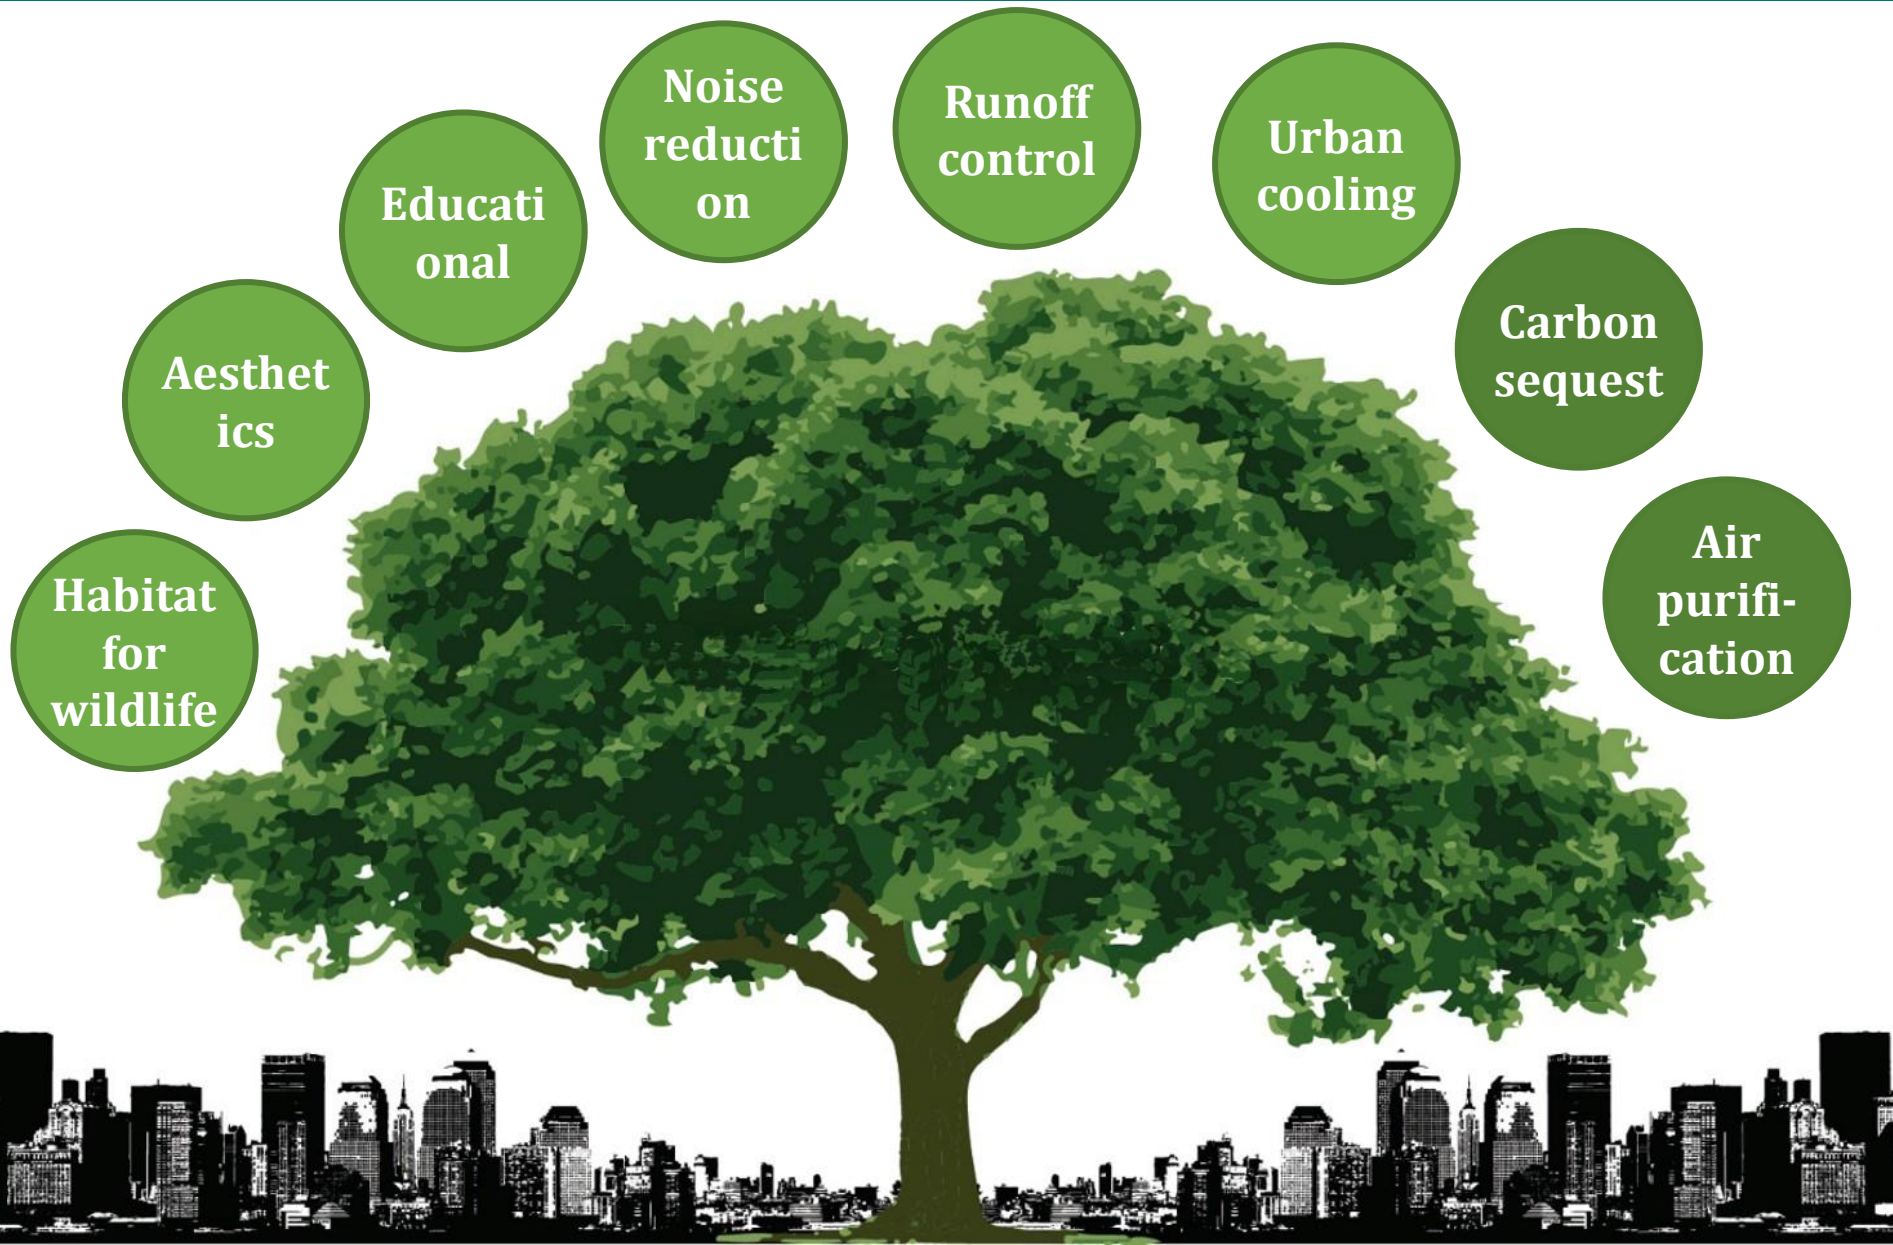 Habitat
for
wildlife
Aesthet
ics
Educati
onal
Noise
reducti
on
Runoff
control
Urban
cooling
Carbon
sequest
Air
purifi-
cation